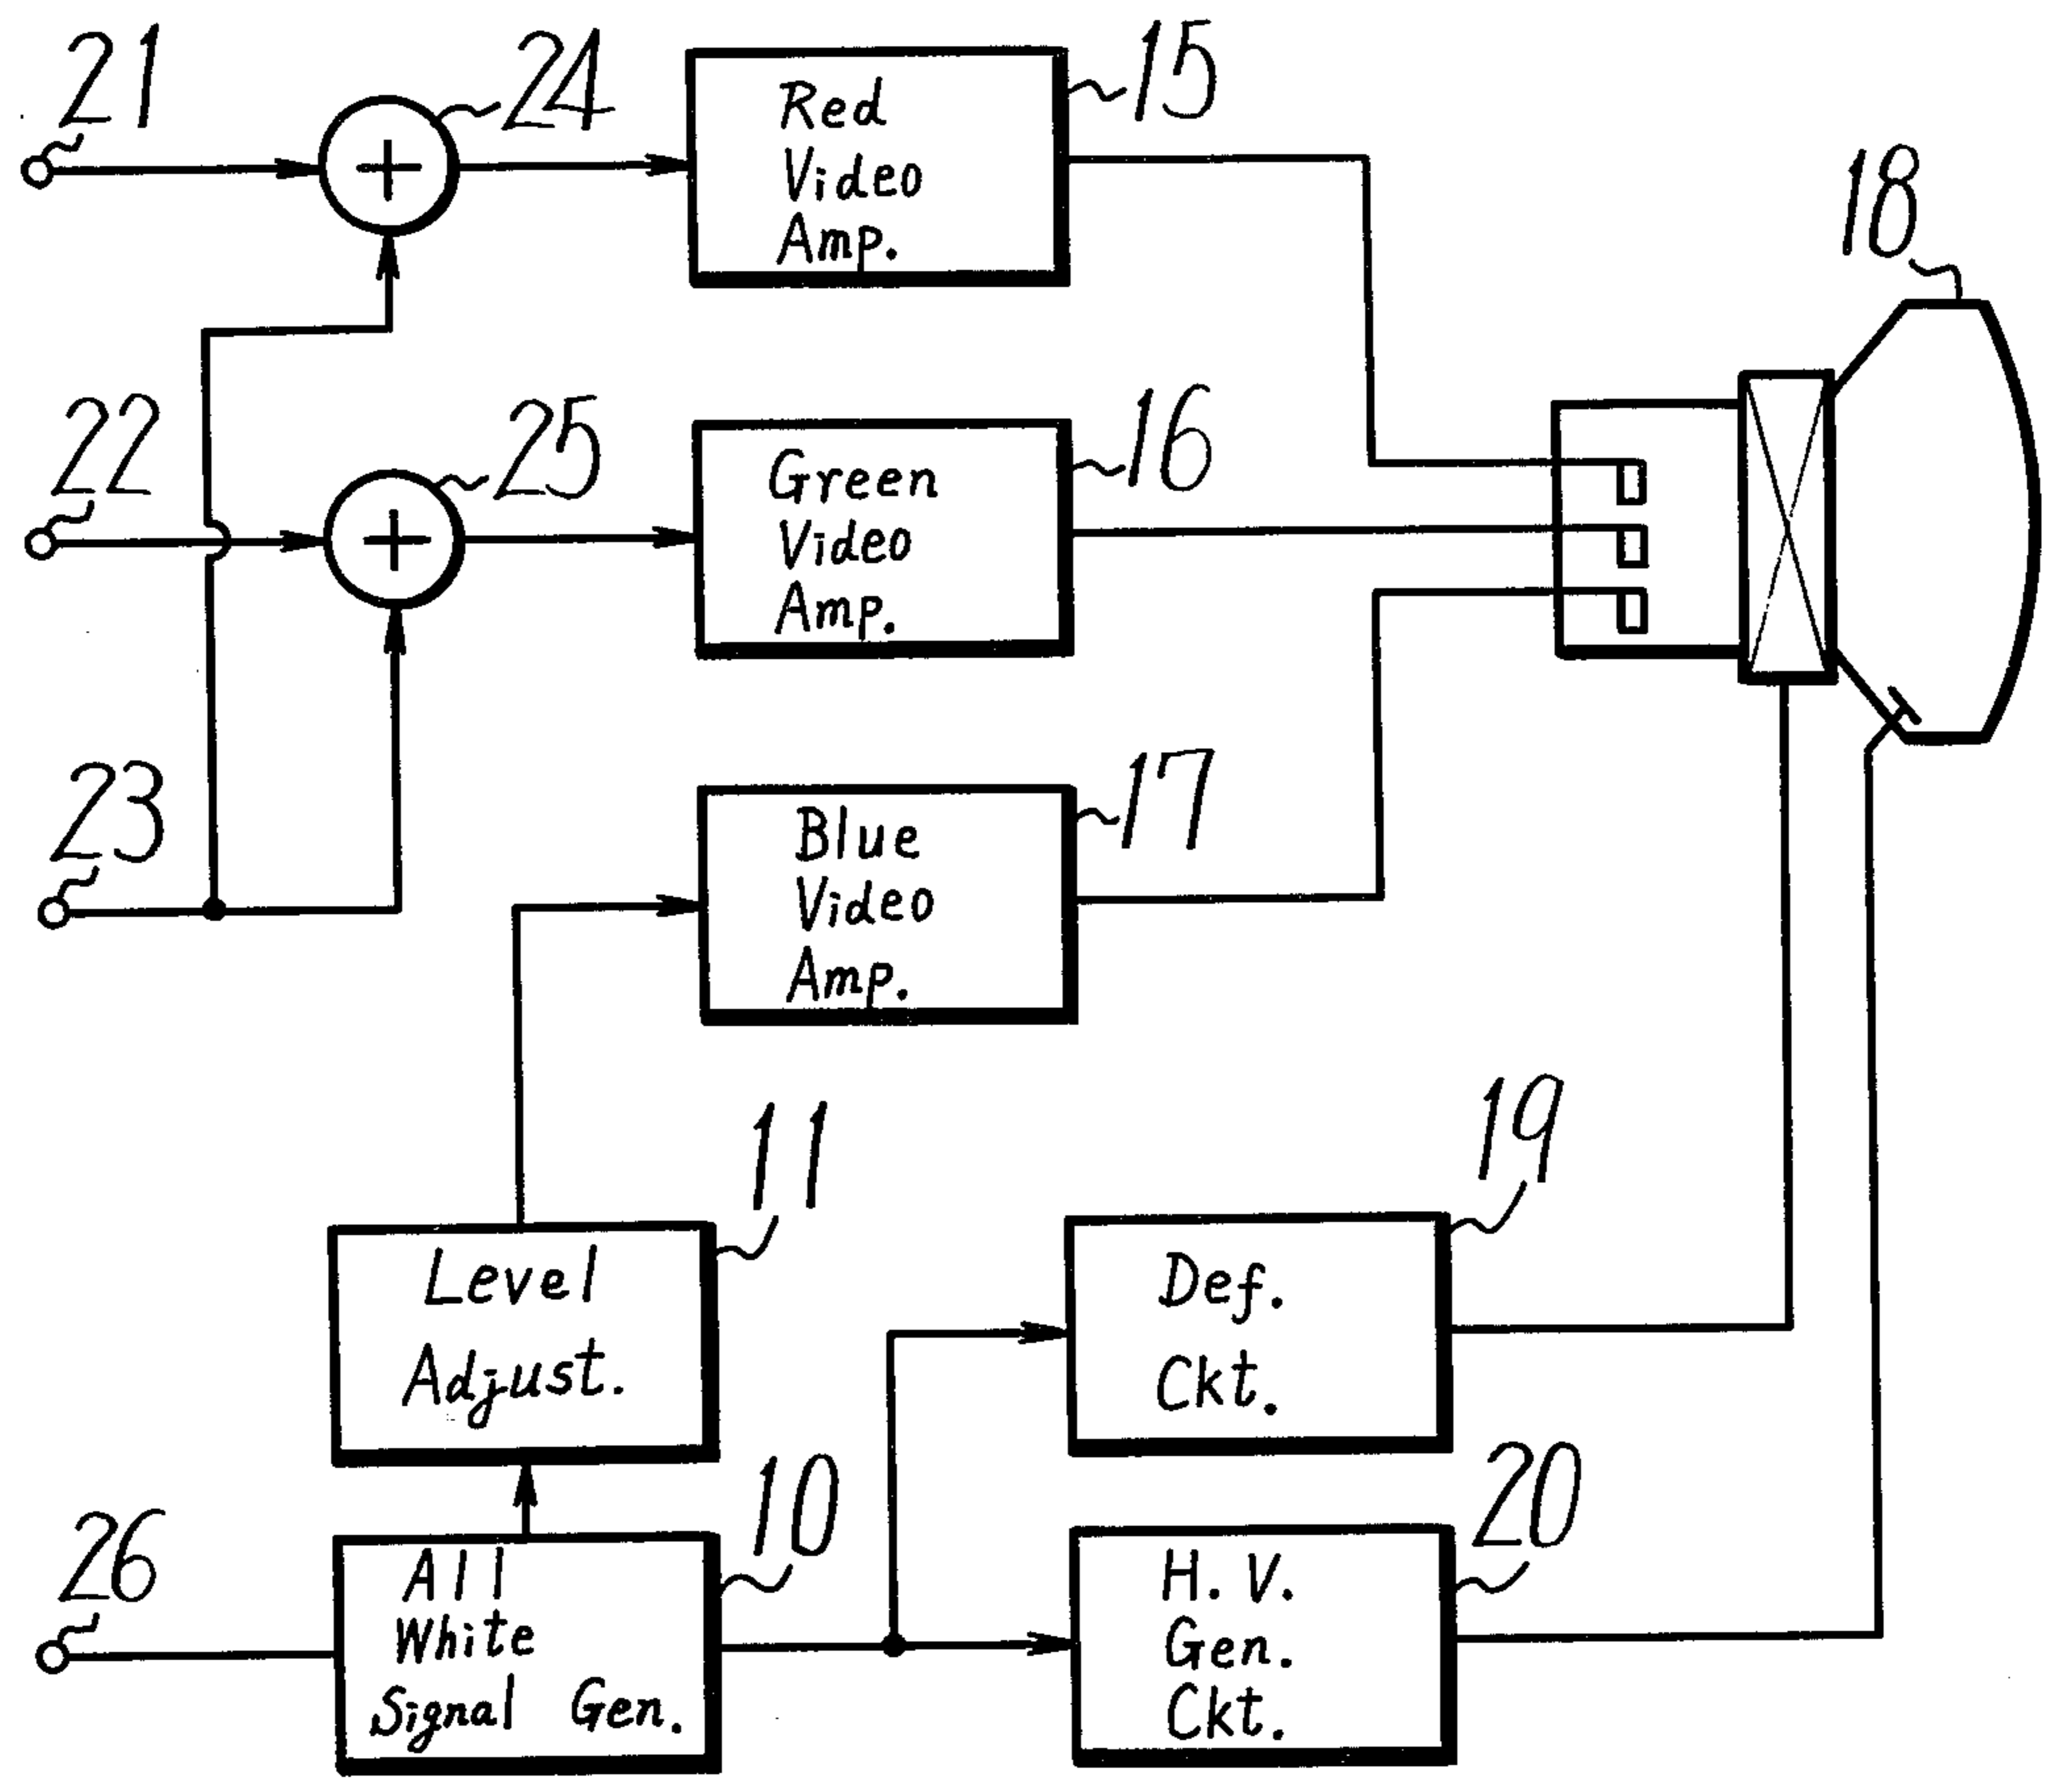 21
24
Red
Video
Amp.
15
18
22
25
Green
Video
Amp.
16
23
Blue
Video
Amp.
17
Level
Adjust.
11
Def.
Ckt.
19
26
All
White
Signal Gen.
10
H. V.
Gen.
Ckt.
20